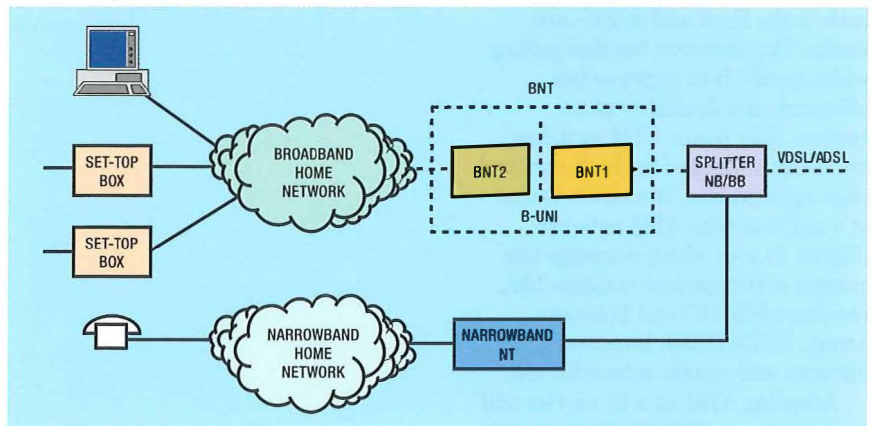 BNT
SET-TOP
BOX
BROADBAND
HOME
NETWORK
BNT2
BNT1
SPLITTER
NB/BB
VDSL/ADSL
B-UNI
SET-TOP
BOX
NARROWBAND
HOME
NETWORK
NARROWBAND
NT